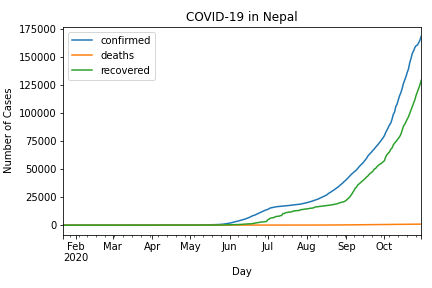 COVID-19 in Nepal
confirmed
deaths
recovered
Number of Cases
175000
150000
125000
100000
75000
50000
25000
0
Feb Mar Apr May Jun Jul Aug Sep Oct
2020
Day